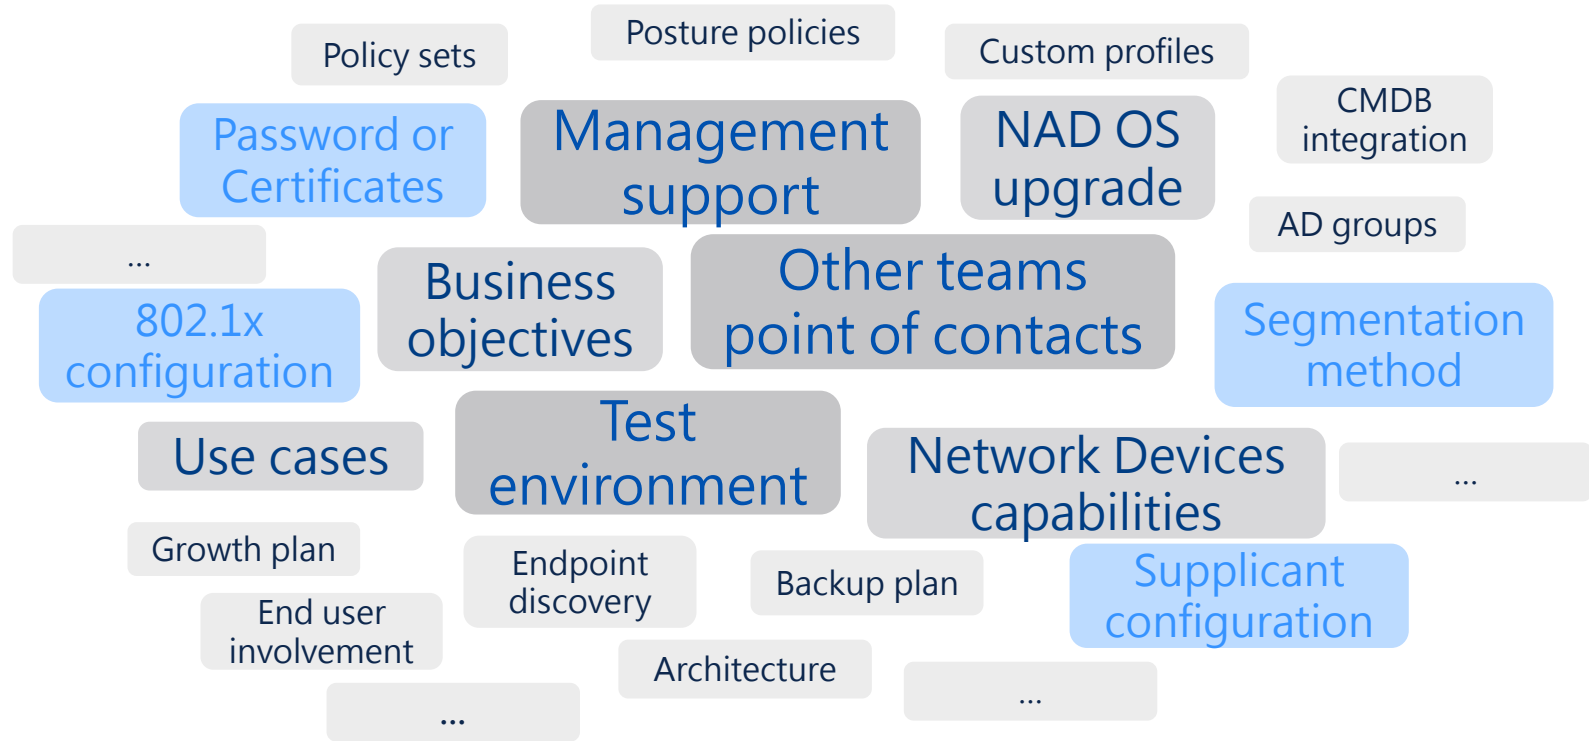 Posture policies
Policy sets
Custom profiles
CMDB
integration
Password or
Certificates
Management
support
NAD OS
upgrade
AD groups
...
Business
objectives
Other teams
point of contacts
802.1x
configuration
Segmentation
method
Use cases
Test
environment
Network Devices
capabilities
...
Growth plan
Endpoint
discovery
Backup plan
Supplicant
configuration
End user
involvement
Architecture
...
...